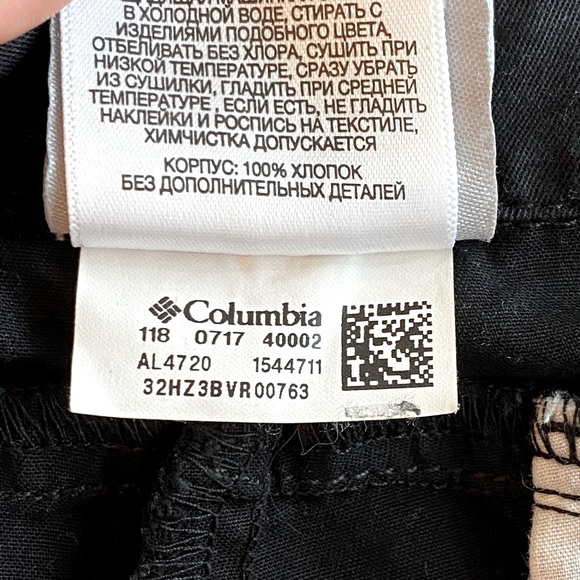 В ХОЛОДНОЙ ВОДЕ, СТИРАТЬ С
ИЗДЕЛИЯМИ ПОДОБНОГО ЦВЕТА,
ОТБЕЛИВАТЬ БЕЗ ХЛОРА, СУШИТЬ ПРИ
НИЗКОЙ ТЕМПЕРАТУРЕ, СРАЗУ УБРАТЬ
ИЗ СУШИЛКИ, ГЛАДИТЬ ПРИ СРЕДНЕЙ
ТЕМПЕРАТУРЕ, ЕСЛИ ЕСТЬ, НЕ ГЛАДИТЬ
НАКЛЕЙКИ И РОСПИСЬ НА ТЕКСТИЛЕ,
ХИМЧИСТКА ДОПУСКАЕТСЯ
КОРПУС: 100% ХЛОПОК
БЕЗ ДОПОЛНИТЕЛЬНЫХ ДЕТАЛЕЙ
Columbia
118 0717 40002
AL4720 1544711
32HZ3BVR00763